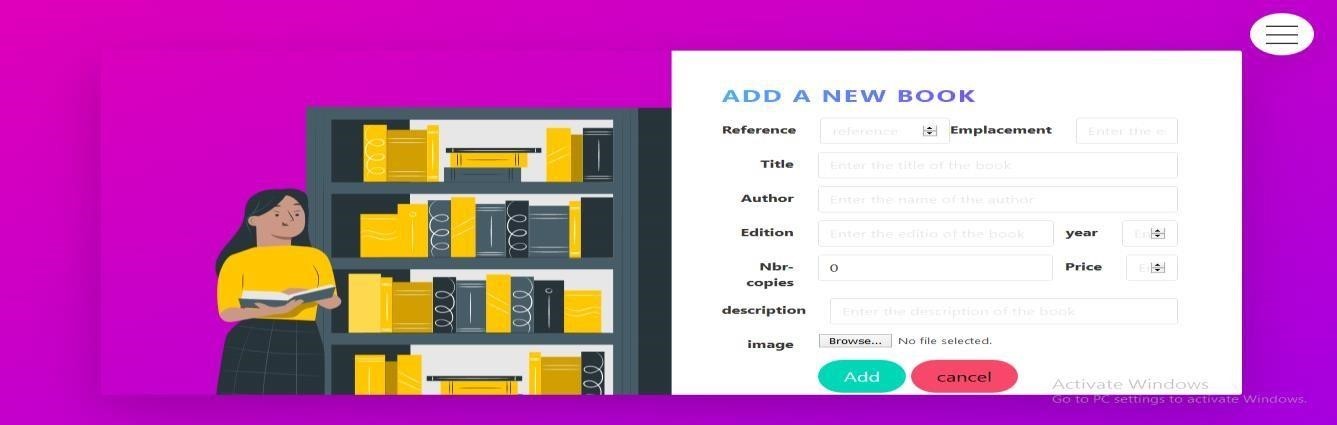 ADD A NEW BOOK
Reference reference Emplacement Enter the e
Title Enter the title of the book
Author Enter the name of the author
Edition Enter the editio of the book year En
Nbr-copies 0 Price E
description Enter the description of the book
image Browse... No file selected.
Add cancel
Activate Windows
Go to PC settings to activate Windows.